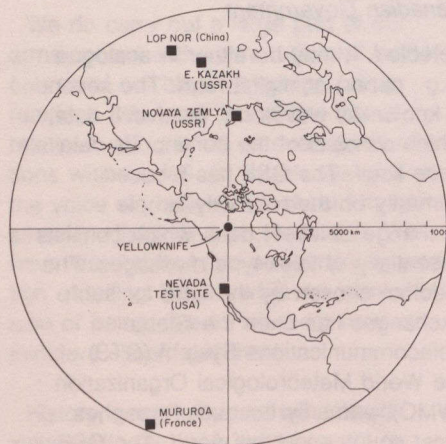 LOP NOR (China)
E. KAZAKH
(USSR)
NOVAYA ZEMLYA
(USSR)
5000 km
YELLOWKNIFE
NEVADA
TEST SITE
(USA)
MURUROA
(France)